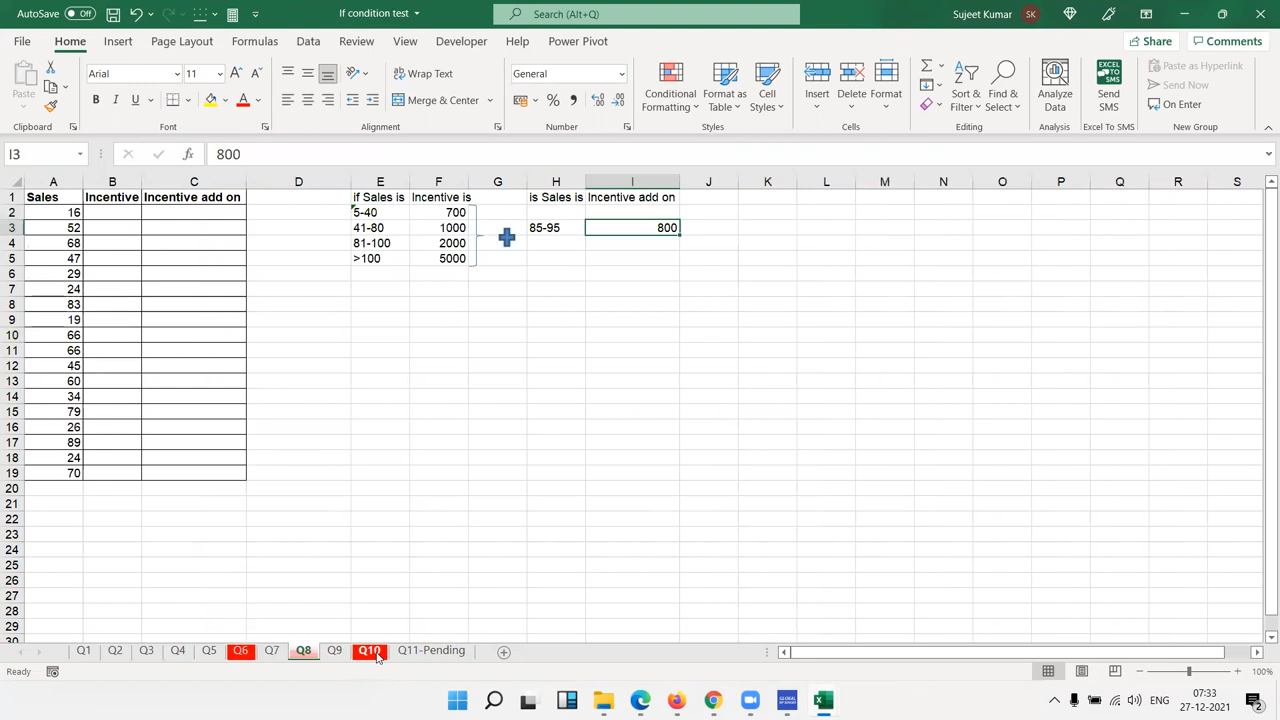 AutoSave Off If condition test Search (Alt+Q) Sujeet Kumar SK
File Home Insert Page Layout Formulas Data Review View Developer Help Power Pivot Share Comments
Paste Arial 11 Wrap Text General Conditional Formatting Format as Table Cell Styles Insert Delete Format Sort & Filter Find & Select Analyze Data Send SMS Paste as Hyperlink
B I U Merge & Center Send Now
On Enter
Clipboard Font Alignment Number Styles Cells Editing Analysis Excel To SMS New Group
I3 fx 800
A B C D E F G H I J K L M N O P Q R S
1 Sales Incentive Incentive add on if Sales is Incentive is is Sales is Incentive add on
2 16 5-40 700
3 52 41-80 1000 85-95 800
4 68 81-100 2000
5 47 >100 5000
6 29
7 24
8 83
9 19
10 66
11 66
12 45
13 60
14 34
15 79
16 26
17 89
18 24
19 70
20
21
22
23
24
25
26
27
28
29
30
Q1 Q2 Q3 Q4 Q5 Q6 Q7 Q8 Q9 Q10 Q11-Pending
Ready 100%
ENG 07:33
27-12-2021 2